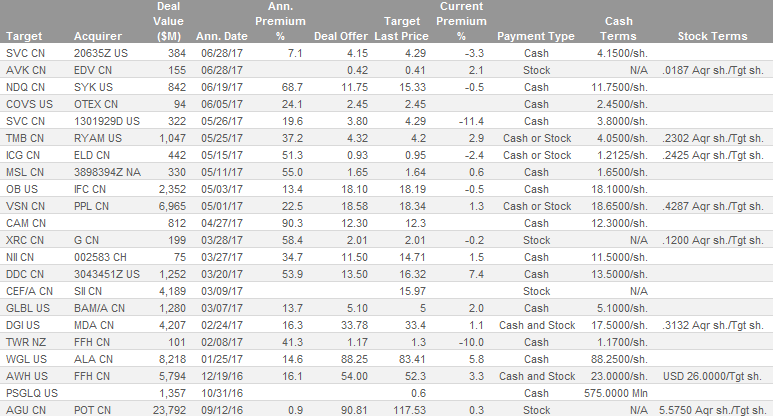 Deal Ann. Current
Value Premium Target Premium Cash
Target Acquirer ($M) Ann. Date % Deal Offer Last Price % Payment Type Terms Stock Terms
SVC CN 20635Z US 384 06/28/17 7.1 4.15 4.29 -3.3 Cash 4.1500/sh.
AVK CN EDV CN 155 06/28/17 0.42 0.41 2.1 Stock N/A .0187 Aqr sh./Tgt sh.
NDQ CN SYK US 842 06/19/17 68.7 11.75 15.33 -0.5 Cash 11.7500/sh.
COVS US OTEX CN 94 06/05/17 24.1 2.45 2.45 Cash 2.4500/sh.
SVC CN 1301929D US 322 05/26/17 19.6 3.80 4.29 -11.4 Cash 3.8000/sh.
TMB CN RYAM US 1,047 05/25/17 37.2 4.32 4.2 2.9 Cash or Stock 4.0500/sh. .2302 Aqr sh./Tgt sh.
ICG CN ELD CN 442 05/15/17 51.3 0.93 0.95 -2.4 Cash or Stock 1.2125/sh. .2425 Aqr sh./Tgt sh.
MSL CN 3898394Z NA 330 05/11/17 55.0 1.65 1.64 0.6 Cash 1.6500/sh.
OB US IFC CN 2,352 05/03/17 13.4 18.10 18.19 -0.5 Cash 18.1000/sh.
VSN CN PPL CN 6,965 05/01/17 22.5 18.58 18.34 1.3 Cash or Stock 18.6500/sh. .4287 Aqr sh./Tgt sh.
CAM CN 812 04/27/17 90.3 12.30 12.3 Cash 12.3000/sh.
XRC CN G CN 199 03/28/17 58.4 2.01 2.01 -0.2 Stock N/A .1200 Aqr sh./Tgt sh.
NII CN 002583 CH 75 03/27/17 34.7 11.50 14.71 1.5 Cash 11.5000/sh.
DDC CN 3043451Z US 1,252 03/20/17 53.9 13.50 16.32 7.4 Cash 13.5000/sh.
CEF/A CN SII CN 4,189 03/09/17 15.97 Stock N/A
GLBL US BAM/A CN 1,280 03/07/17 13.7 5.10 5 2.0 Cash 5.1000/sh.
DGI US MDA CN 4,207 02/24/17 16.3 33.78 33.4 1.1 Cash and Stock 17.5000/sh. .3132 Aqr sh./Tgt sh.
TWR NZ FFH CN 101 02/08/17 41.3 1.17 1.3 -10.0 Cash 1.1700/sh.
WGL US ALA CN 8,218 01/25/17 14.6 88.25 83.41 5.8 Cash 88.2500/sh.
AWH US FFH CN 5,794 12/19/16 16.1 54.00 52.3 3.3 Cash and Stock 23.0000/sh. USD 26.0000/Tgt sh.
PSGLQ US 1,357 10/31/16 0.6 Cash 575.0000 Mln
AGU CN POT CN 23,792 09/12/16 0.9 90.81 117.53 0.3 Stock N/A 5.5750 Aqr sh./Tgt sh.